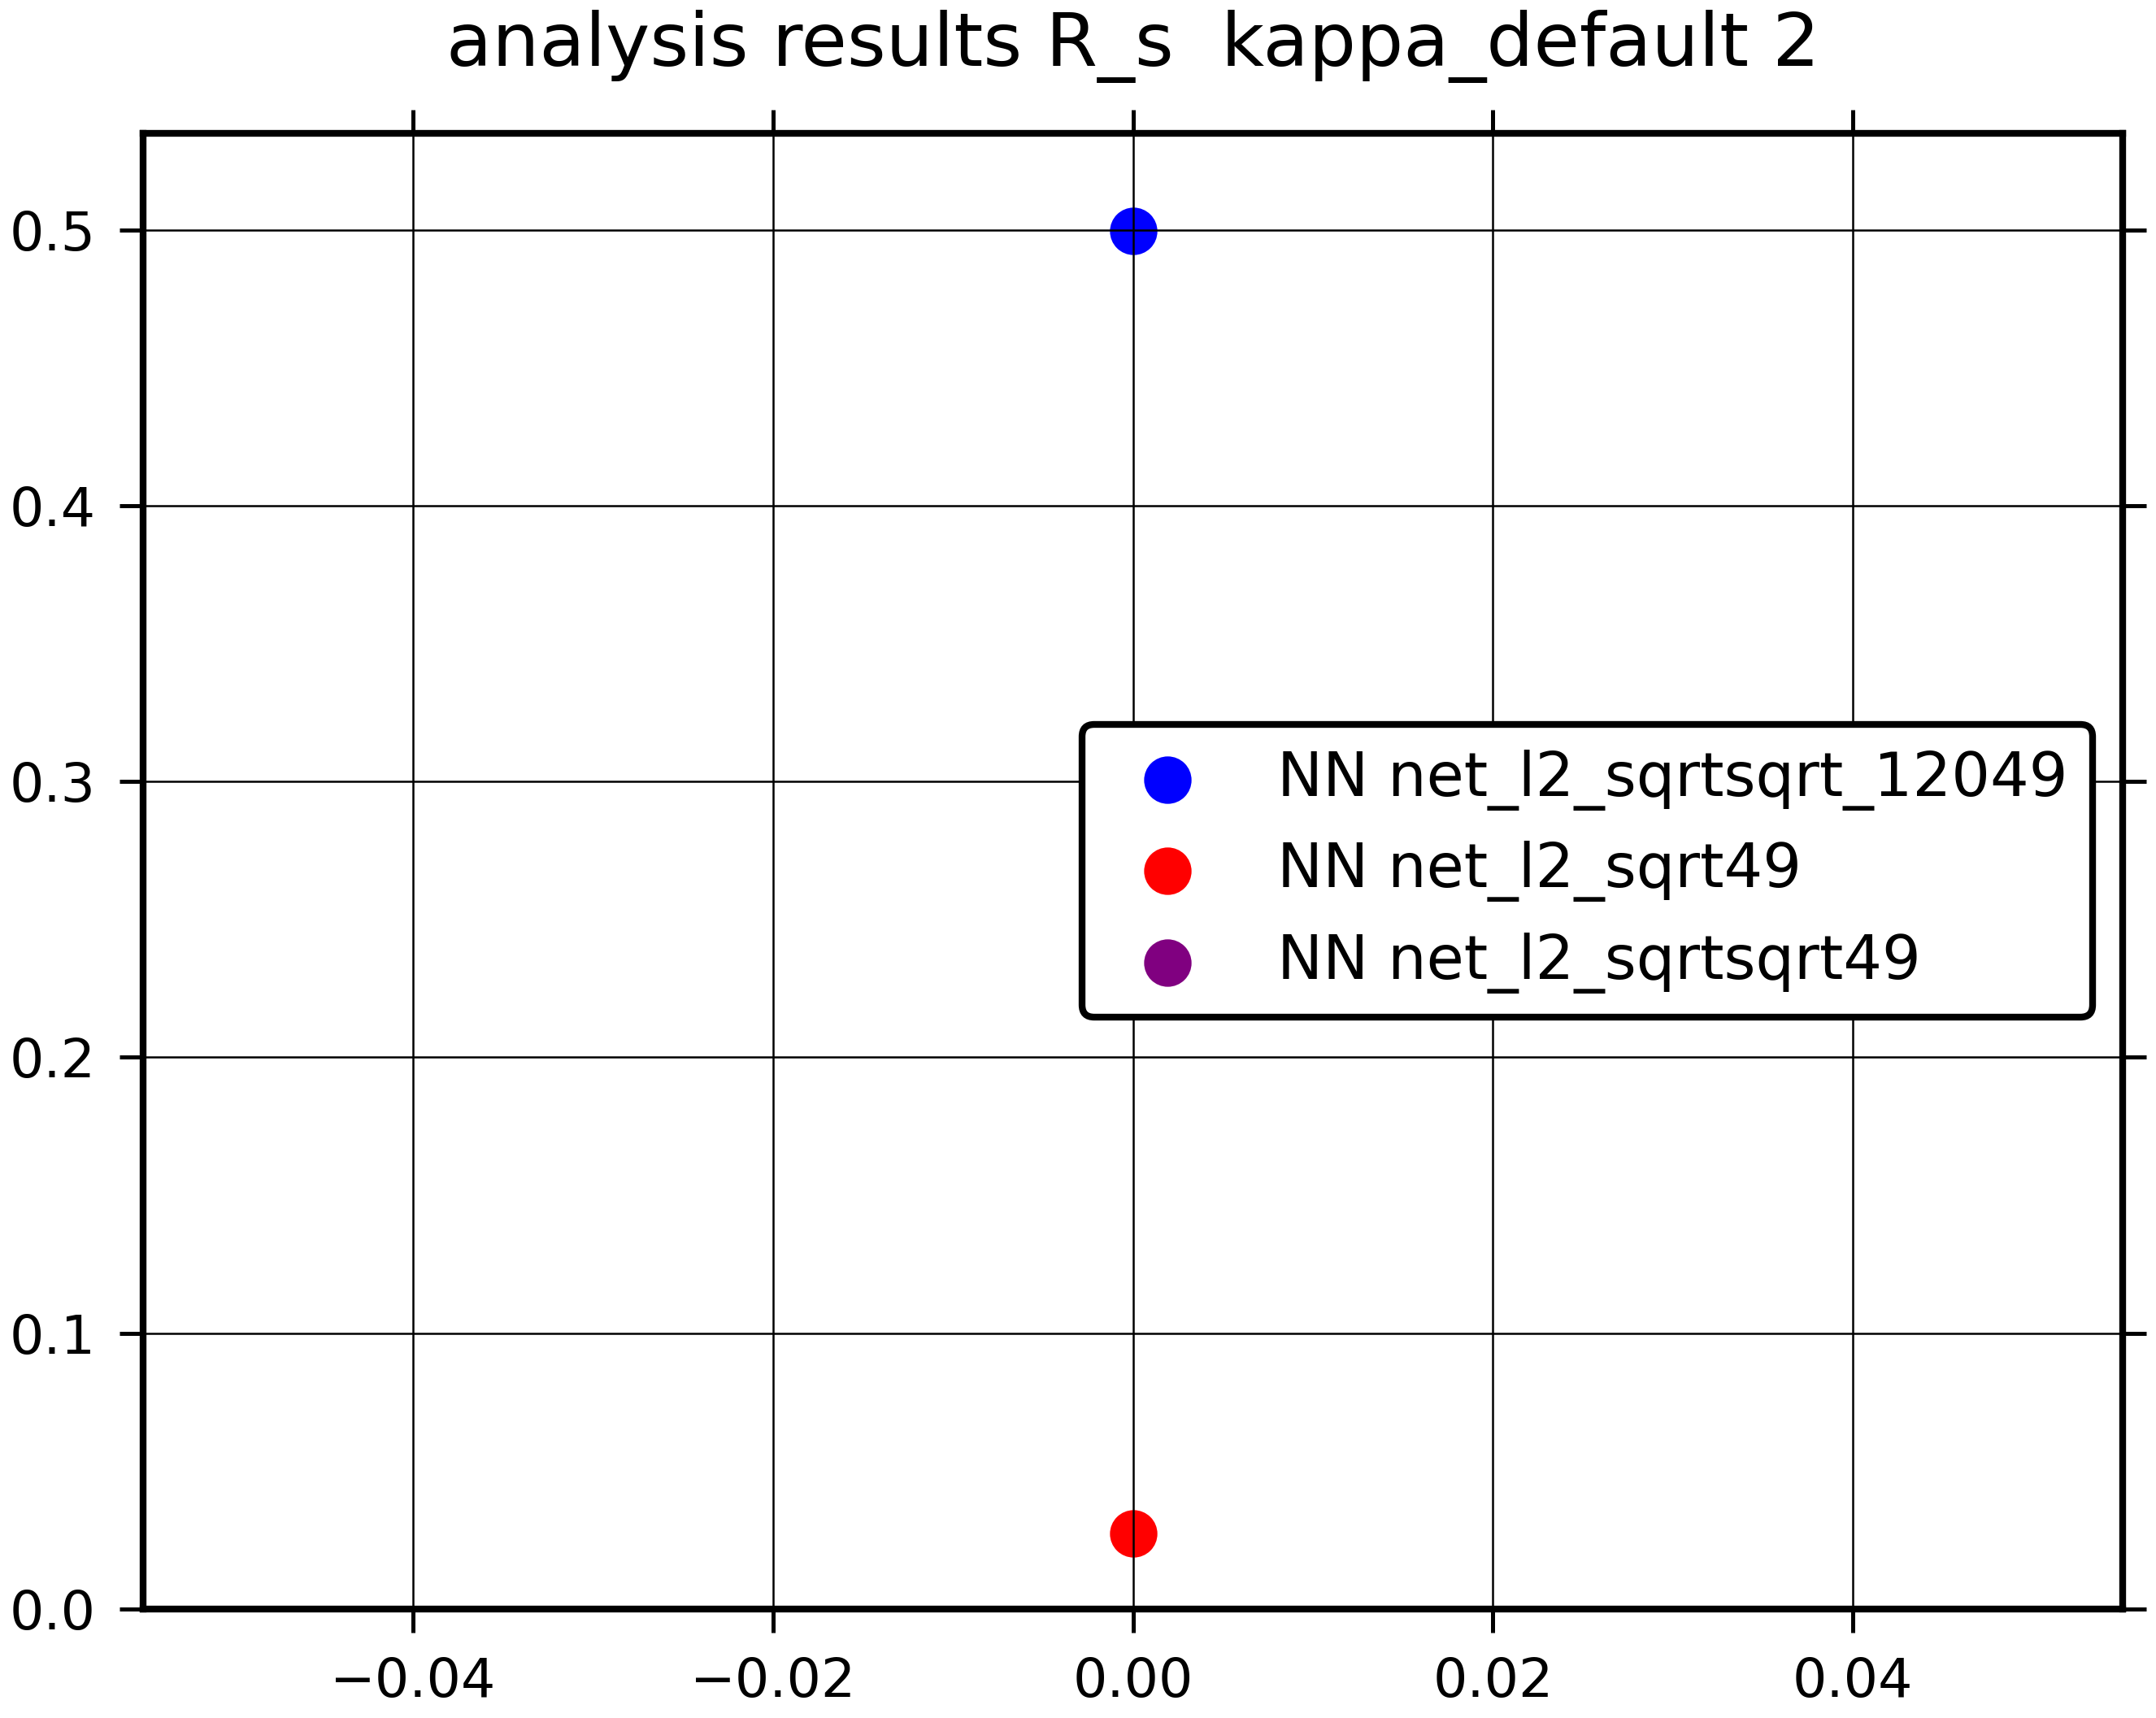 analysis results R_s  kappa_default 2
0.5
0.4
0.3
0.2
0.1
0.0
NN net_l2_sqrtsqrt_12049
NN net_l2_sqrt49
NN net_l2_sqrtsqrt49
−0.04 −0.02 0.00 0.02 0.04